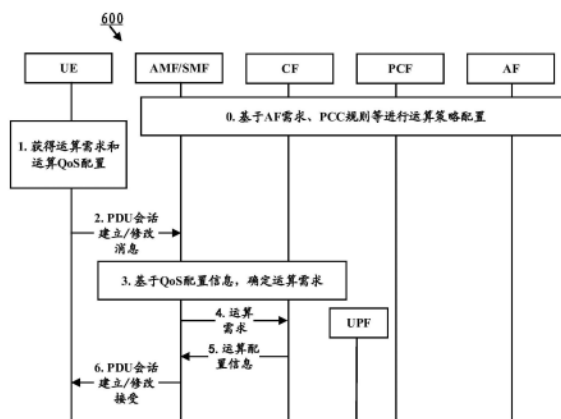 600
UE
AMF/SMF
CF
PCF
AF
0. 基于AF需求、PCC规则等进行运算策略配置
1. 获得运算需求和
运算QoS配置
2. PDU会话
建立/修改
消息
3. 基于QoS配置信息，确定运算需求
4. 运算
需求
UPF
5. 运算配
置信息
6. PDU会话
建立/修改
接受